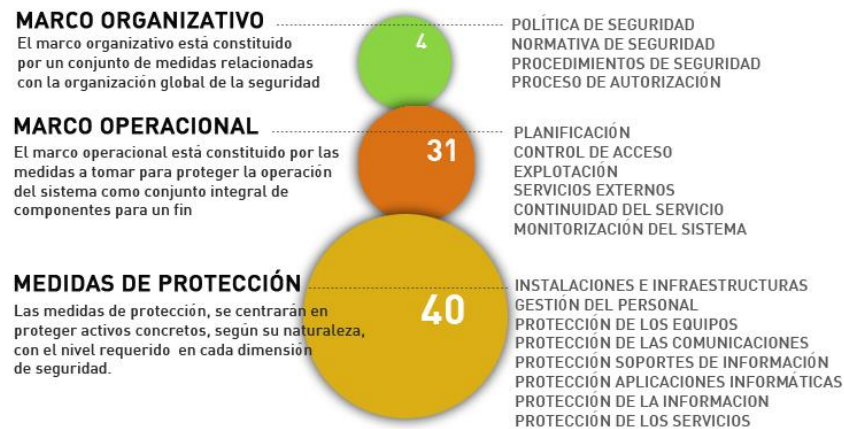 MARCO ORGANIZATIVO
El marco organizativo está constituido
por un conjunto de medidas relacionadas
con la organización global de la seguridad
4
POLÍTICA DE SEGURIDAD
NORMATIVA DE SEGURIDAD
PROCEDIMIENTOS DE SEGURIDAD
PROCESO DE AUTORIZACIÓN
MARCO OPERACIONAL
El marco operacional está constituido por las
medidas a tomar para proteger la operación
del sistema como conjunto integral de
componentes para un fin
31
PLANIFICACIÓN
CONTROL DE ACCESO
EXPLOTACIÓN
SERVICIOS EXTERNOS
CONTINUIDAD DEL SERVICIO
MONITORIZACIÓN DEL SISTEMA
MEDIDAS DE PROTECCIÓN
Las medidas de protección, se centrarán en
proteger activos concretos, según su naturaleza,
con el nivel requerido en cada dimensión
de seguridad.
40
INSTALACIONES E INFRAESTRUCTURAS
GESTIÓN DEL PERSONAL
PROTECCIÓN DE LOS EQUIPOS
PROTECCIÓN DE LAS COMUNICACIONES
PROTECCIÓN SOPORTES DE INFORMACIÓN
PROTECCIÓN APLICACIONES INFORMÁTICAS
PROTECCIÓN DE LA INFORMACION
PROTECCIÓN DE LOS SERVICIOS